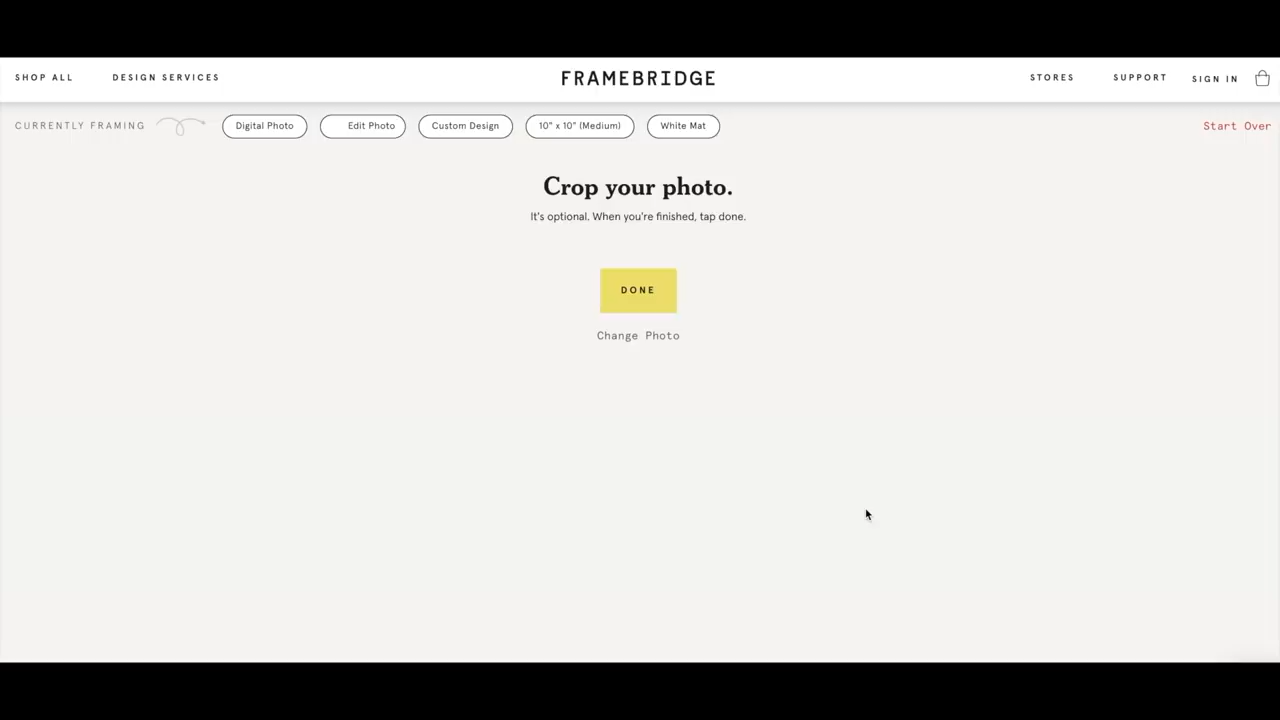 SHOP ALL DESIGN SERVICES FRAMEBRIDGE STORES SUPPORT SIGN IN
CURRENTLY FRAMING Digital Photo Edit Photo Custom Design 10" x 10" (Medium) White Mat Start Over
Crop your photo.
It's optional. When you're finished, tap done.
DONE
Change Photo